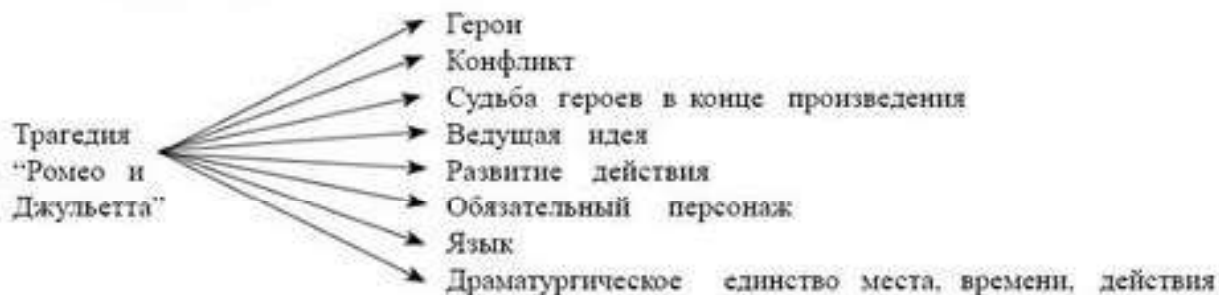 Герои
Конфликт
Судьба героев в конце произведения
Трагедия
Ведущая идея
“Ромео и
Развитие действия
Джульетта”
Обязательный персонаж
Язык
Драматургическое единство места, времени, действия